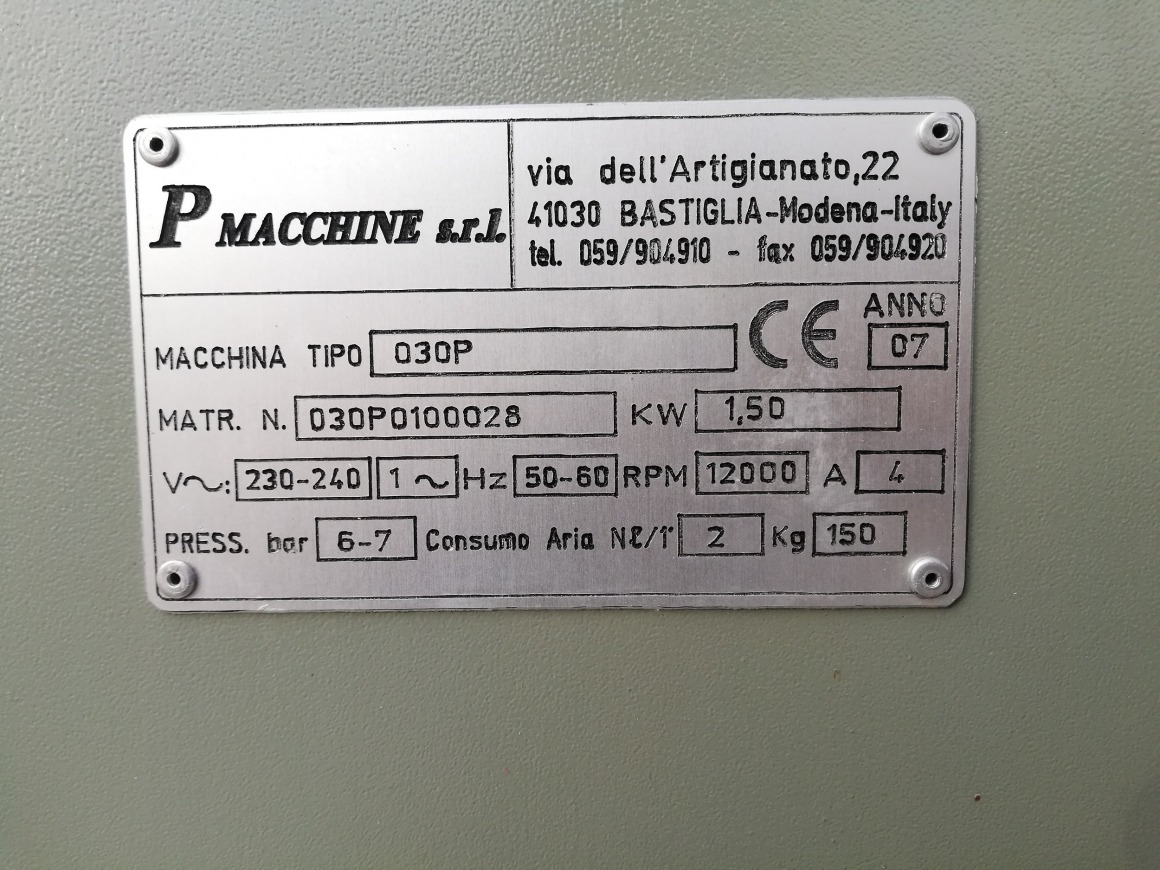 P MACCHINE s.r.l.
via dell'Artigianato,22
41030 BASTIGLIA-Modena-Italy
tel. 059/904910 - fax 059/904920
CE ANNO
MACCHINA TIPO 030P 07
MATR. N. 030P0100028 KW 1,50
V~: 230-240 1~ Hz 50-60 RPM 12000 A 4
PRESS. bar 6-7 Consumo Aria Nℓ/1' 2 Kg 150